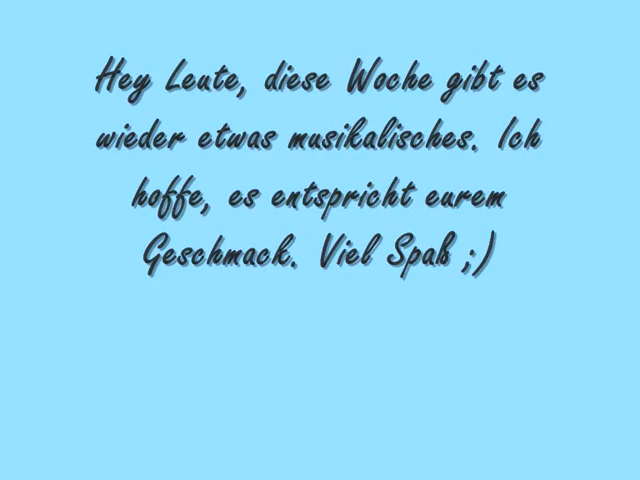 Hey Leute, diese Woche gibt es
wieder etwas musikalisches. Ich
hoffe, es entspricht eurem
Geschmack. Viel Spaß ;)